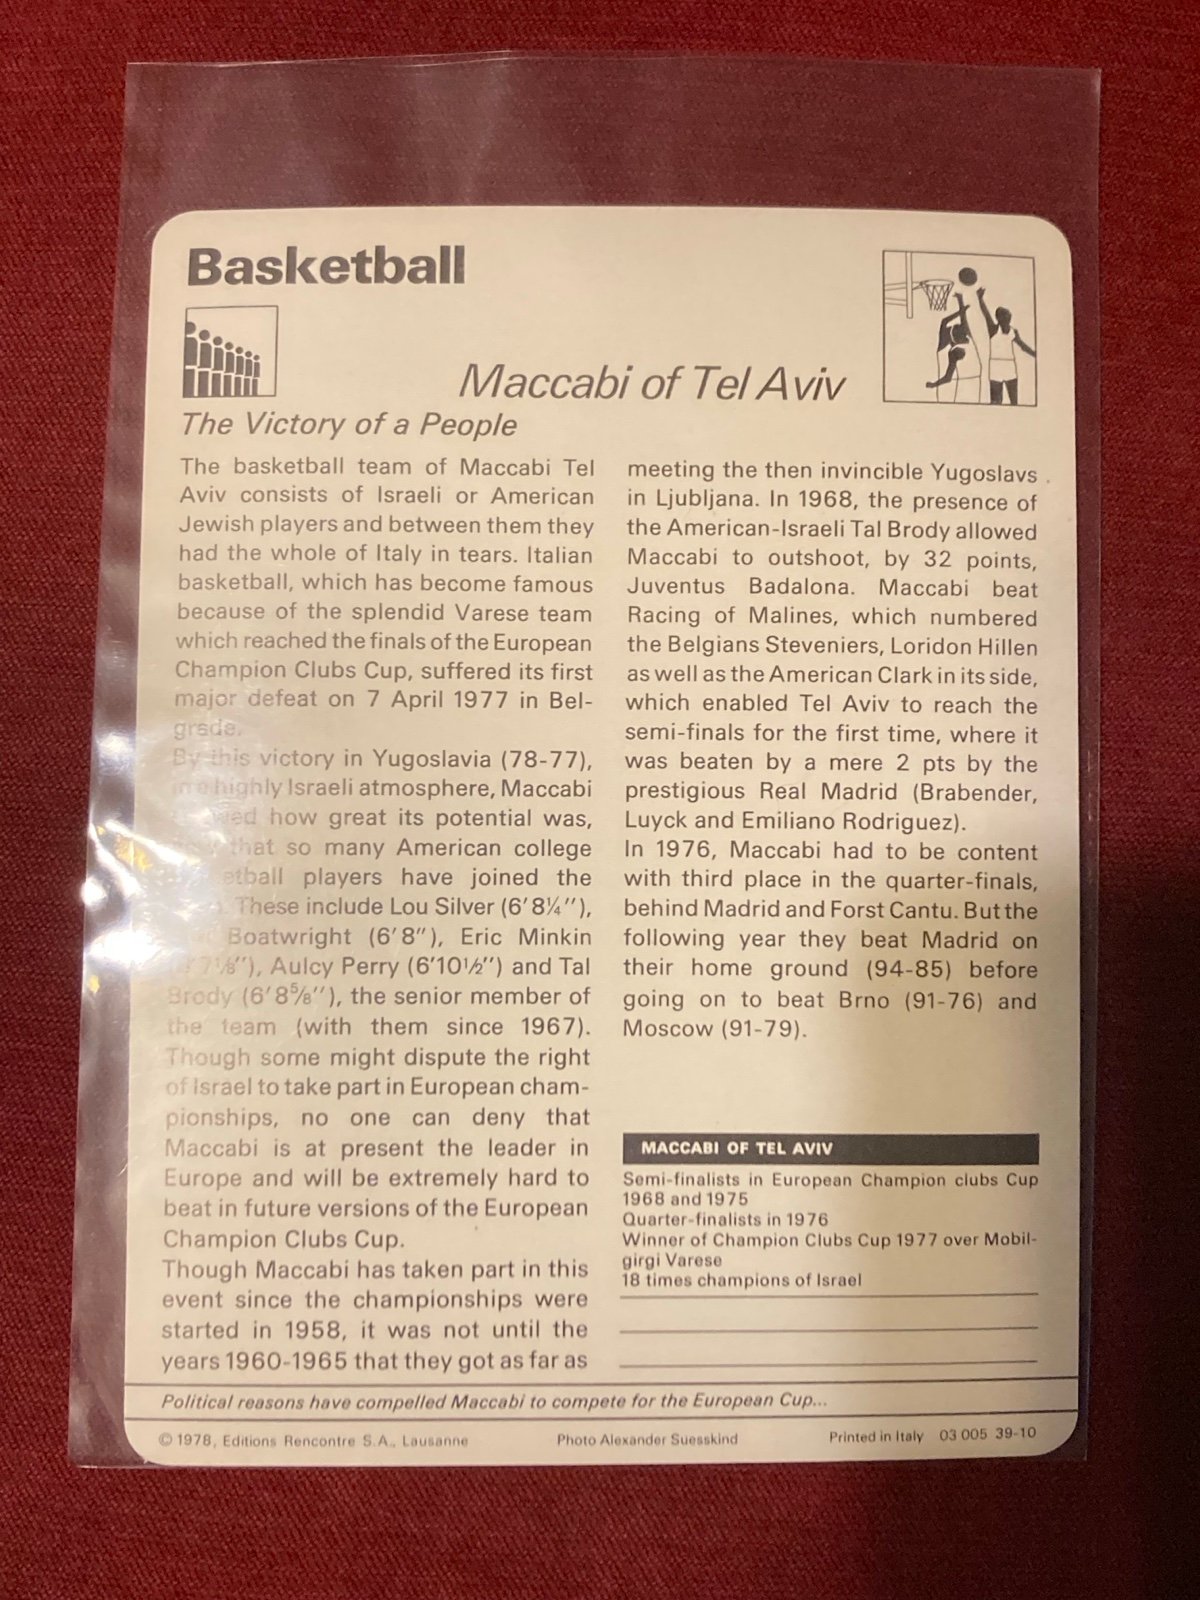 Basketball
Maccabi of Tel Aviv
The Victory of a People
The basketball team of Maccabi Tel
Aviv consists of Israeli or American
Jewish players and between them they
had the whole of Italy in tears. Italian
basketball, which has become famous
because of the splendid Varese team
which reached the finals of the European
Champion Clubs Cup, suffered its first
major defeat on 7 April 1977 in Bel-
grade.
By this victory in Yugoslavia (78-77),
in a highly Israeli atmosphere, Maccabi
how great its potential was,
that so many American college
players have joined the
These include Lou Silver (6'8¼"),
Boatwright (6'8"), Eric Minkin
Aulcy Perry (6'10½") and Tal
Brody (6'8⅝"), the senior member of
the team (with them since 1967).
Though some might dispute the right
of Israel to take part in European cham-
pionships, no one can deny that
Maccabi is at present the leader in
Europe and will be extremely hard to
beat in future versions of the European
Champion Clubs Cup.
Though Maccabi has taken part in this
event since the championships were
started in 1958, it was not until the
years 1960-1965 that they got as far as
meeting the then invincible Yugoslavs
in Ljubljana. In 1968, the presence of
the American-Israeli Tal Brody allowed
Maccabi to outshoot, by 32 points,
Juventus Badalona. Maccabi beat
Racing of Malines, which numbered
the Belgians Steveniers, Loridon Hillen
as well as the American Clark in its side,
which enabled Tel Aviv to reach the
semi-finals for the first time, where it
was beaten by a mere 2 pts by the
prestigious Real Madrid (Brabender,
Luyck and Emiliano Rodriguez).
In 1976, Maccabi had to be content
with third place in the quarter-finals,
behind Madrid and Forst Cantu. But the
following year they beat Madrid on
their home ground (94-85) before
going on to beat Brno (91-76) and
Moscow (91-79).
MACCABI OF TEL AVIV
Semi-finalists in European Champion clubs Cup
1968 and 1975
Quarter-finalists in 1976
Winner of Champion Clubs Cup 1977 over Mobil-
girgi Varese
18 times champions of Israel
Political reasons have compelled Maccabi to compete for the European Cup...
© 1978, Editions Rencontre S.A., Lausanne
Photo Alexander Suesskind
Printed in Italy 03 005 39-10